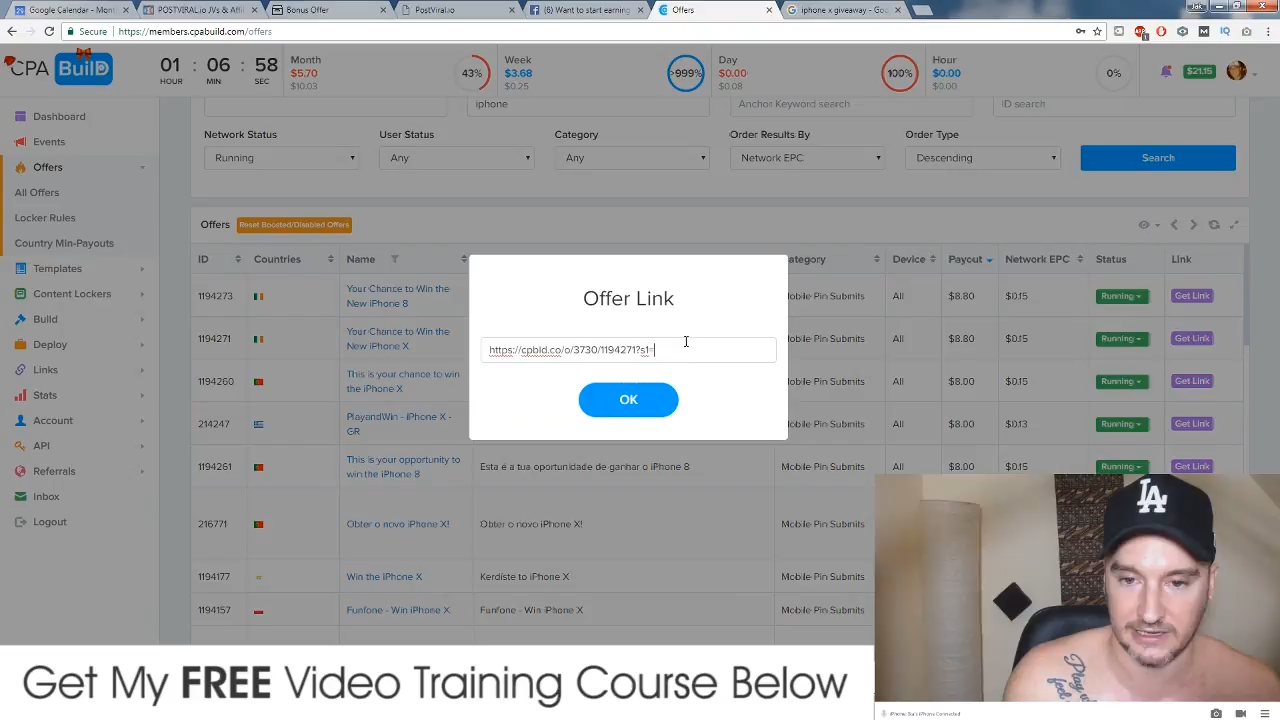 Google Calendar - Mont
POSTVIRAL.io JVs & Affil
Bonus Offer
PostViral.io
(6) Want to start earning
Offers
iphone x giveaway - Goo
Jak
Secure
https://members.cpabuild.com/offers
CPA BuilD
01 : 06 : 58
HOUR MIN SEC
Month
$5.70
$10.03
43%
Week
$3.68
$0.25
>999%
Day
$0.00
$0.08
100%
Hour
$0.00
$0.00
0%
$21.15
Dashboard
Events
Offers
All Offers
Locker Rules
Country Min-Payouts
Templates
Content Lockers
Build
Deploy
Links
Stats
Account
API
Referrals
Inbox
Logout
iphone
Anchor Keyword search
ID search
Network Status
User Status
Category
Order Results By
Order Type
Running
Any
Any
Network EPC
Descending
Search
Offers
Reset Boosted/Disabled Offers
ID Countries Name ategory Device Payout Network EPC Status Link
1194273 Your Chance to Win the New iPhone 8 Mobile Pin Submits All $8.80 $0.15 Running Get Link
1194271 Your Chance to Win the New iPhone X Mobile Pin Submits All $8.80 $0.15 Running Get Link
1194260 This is your chance to win the iPhone X Mobile Pin Submits All $8.00 $0.15 Running Get Link
214247 PlayandWin - iPhone X - GR Mobile Pin Submits All $8.00 $0.13 Running Get Link
1194261 This is your opportunity to win the iPhone 8 Esta é a tua oportunidade de ganhar o iPhone 8 Mobile Pin Submits All $8.00 $0.15 Running Get Link
216771 Obter o novo iPhone X! Obter o novo iPhone X! Mobile Pin Submits
1194177 Win the iPhone X Kerdíste to iPhone X Mobile Pin Submits
1194157 Funfone - Win iPhone X Funfone - Win iPhone X Mobile Pin Submits
Offer Link
https://cpbld.co/o/3730/1194271?s1=
OK
LA
Get My FREE Video Training Course Below